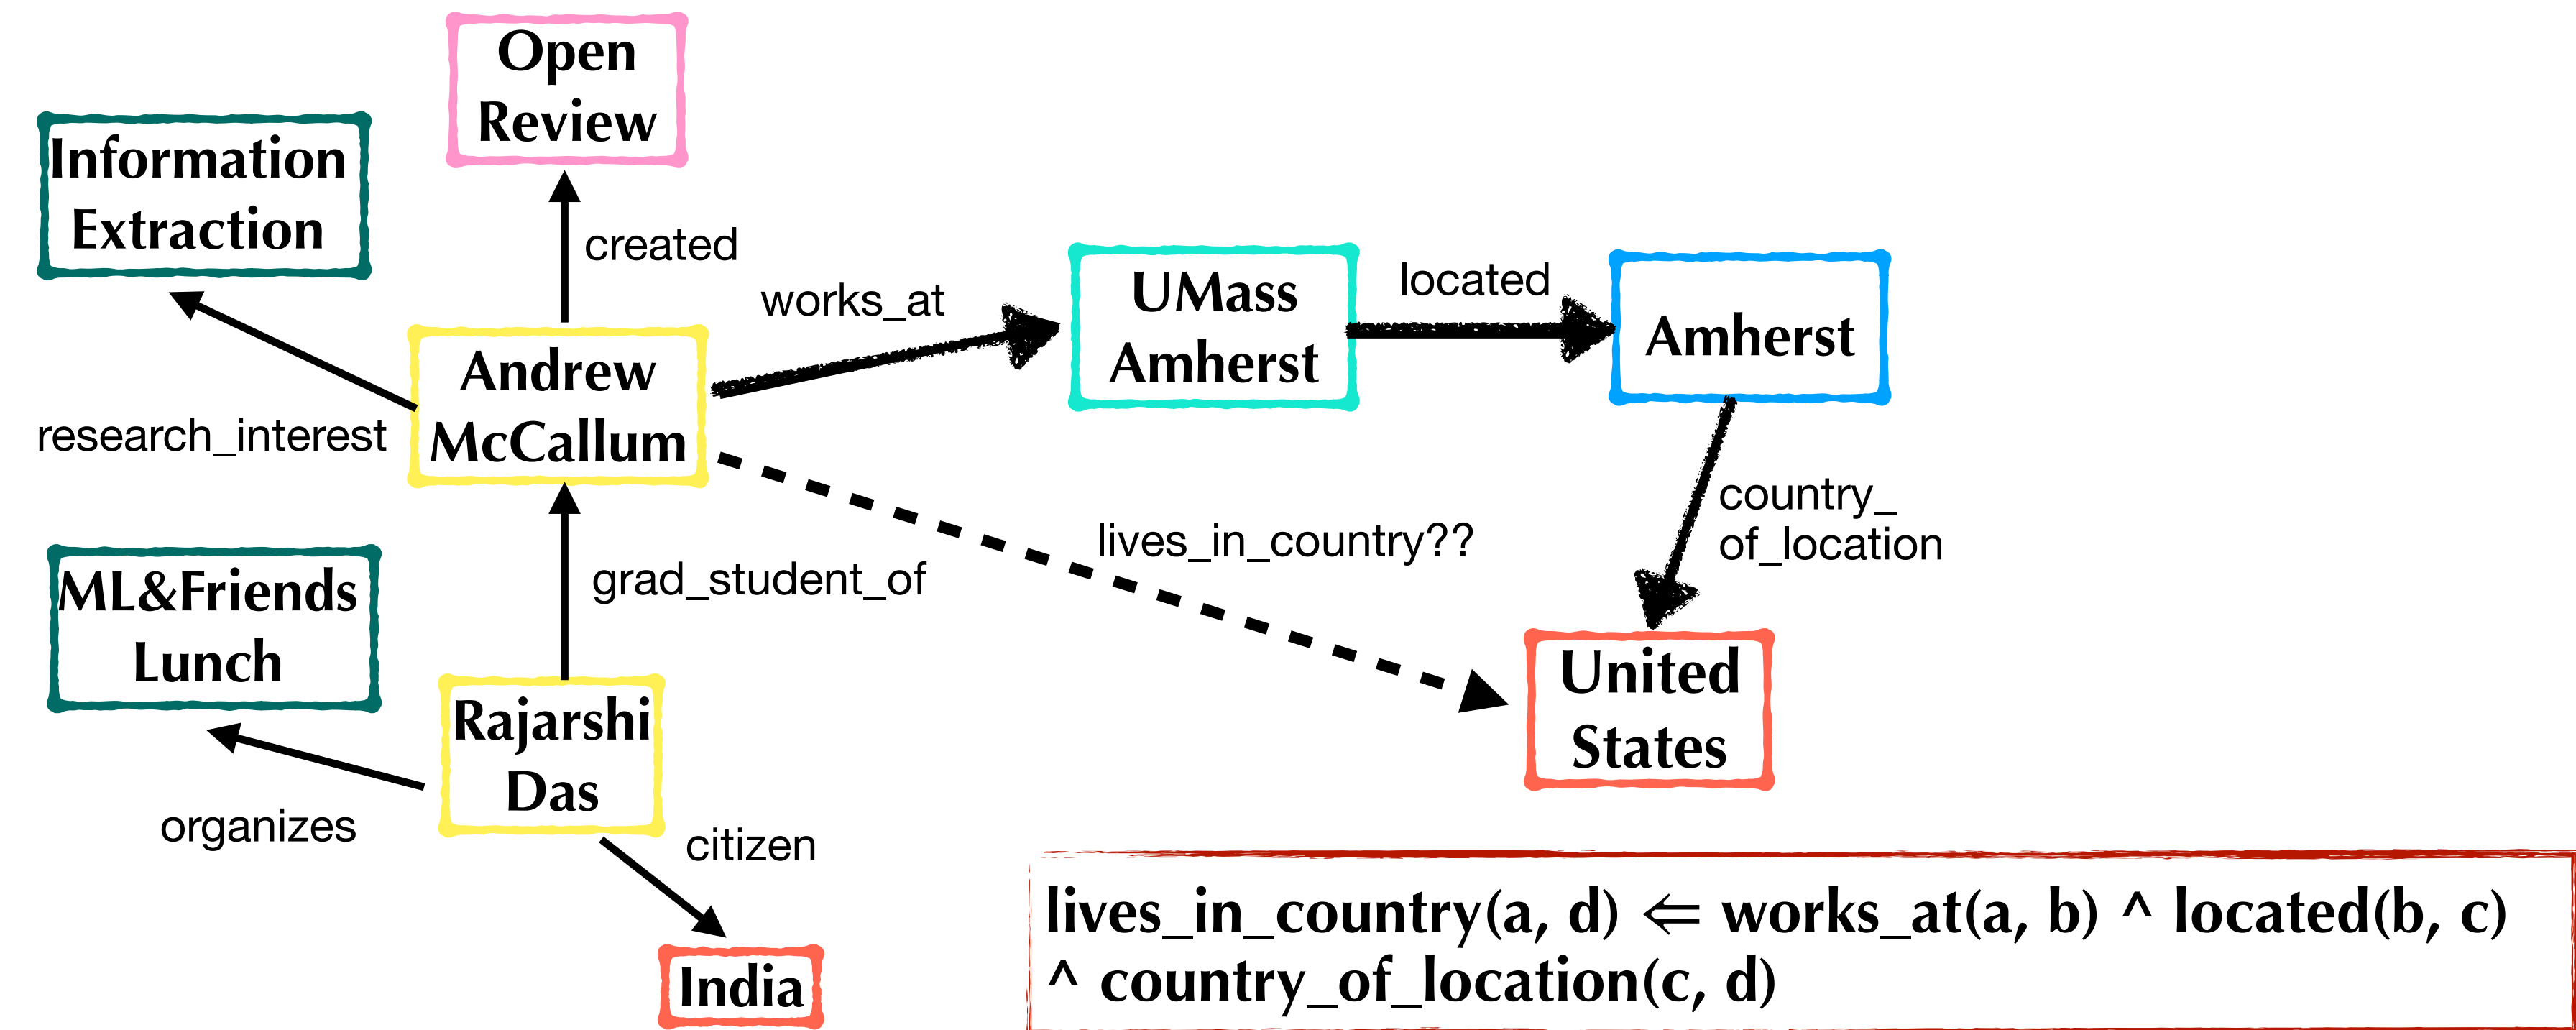 Open
Review
Information
Extraction
created
works_at
UMass
Amherst
located
Amherst
Andrew
McCallum
research_interest
country_
of_location
lives_in_country??
grad_student_of
ML&Friends
Lunch
United
States
Rajarshi
Das
organizes
citizen
India
lives_in_country(a, d) ⇐ works_at(a, b) ^ located(b, c)
^ country_of_location(c, d)